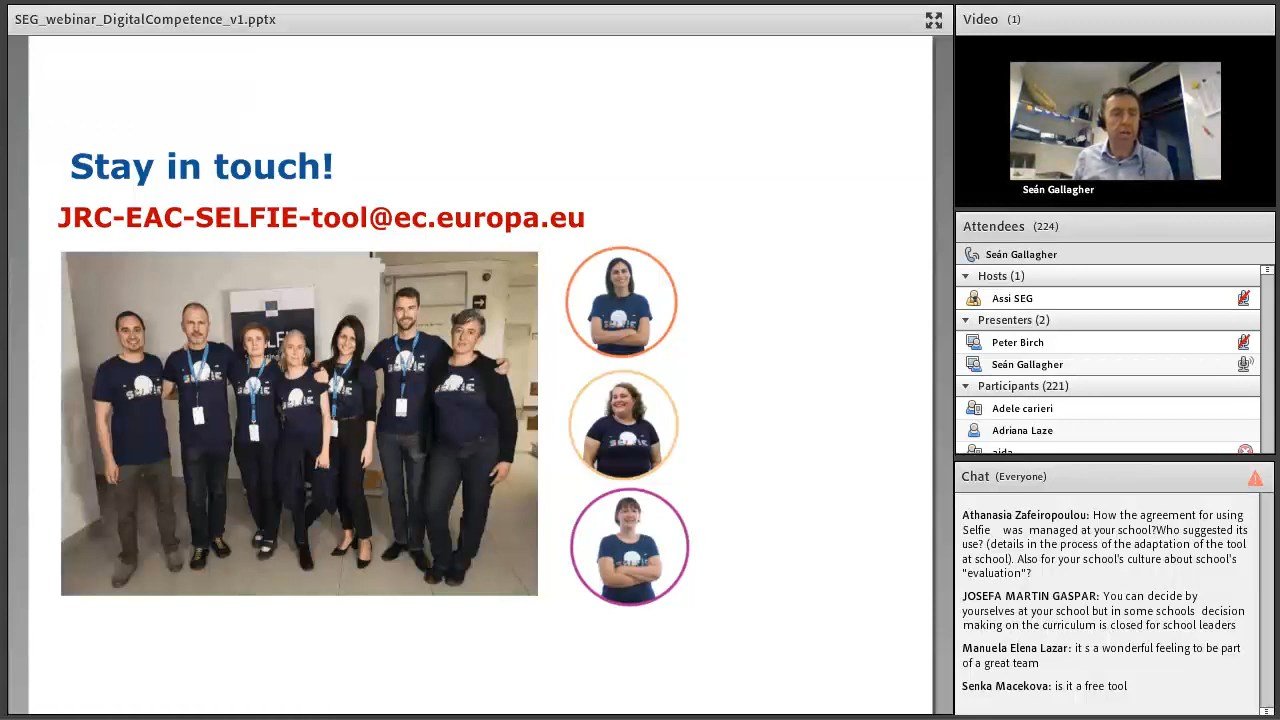 SEG_webinar_DigitalCompetence_v1.pptx
Stay in touch!
JRC-EAC-SELFIE-tool@ec.europa.eu
SELFIE
SELFIE
SELFIE
SELFIE
Video (1)
Seán Gallagher
Attendees (224)
Seán Gallagher
Hosts (1)
Assi SEG
Presenters (2)
Peter Birch
Seán Gallagher
Participants (221)
Adele carieri
Adriana Laze
aida
Chat (Everyone)
Athanasia Zafeiropoulou: How the agreement for using
Selfie was managed at your school?Who suggested its
use? (details in the process of the adaptation of the tool
at school). Also for your school's culture about school's
"evaluation"?
JOSEFA MARTIN GASPAR: You can decide by
yourselves at your school but in some schools decision
making on the curriculum is closed for school leaders
Manuela Elena Lazar: it s a wonderful feeling to be part
of a great team
Senka Macekova: is it a free tool